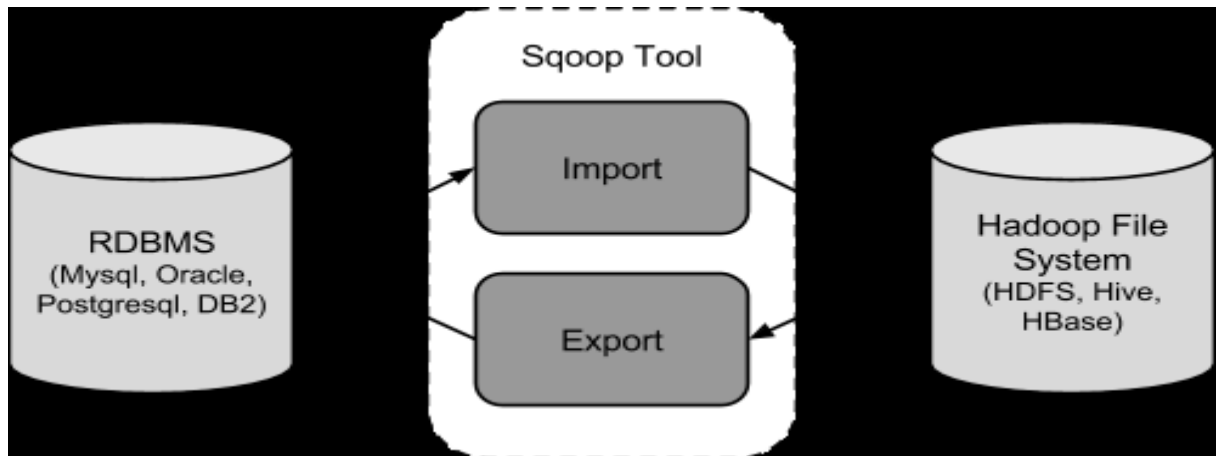 Sqoop Tool
Import
RDBMS
(Mysql, Oracle,
Postgresql, DB2)
Hadoop File
System
(HDFS, Hive,
HBase)
Export